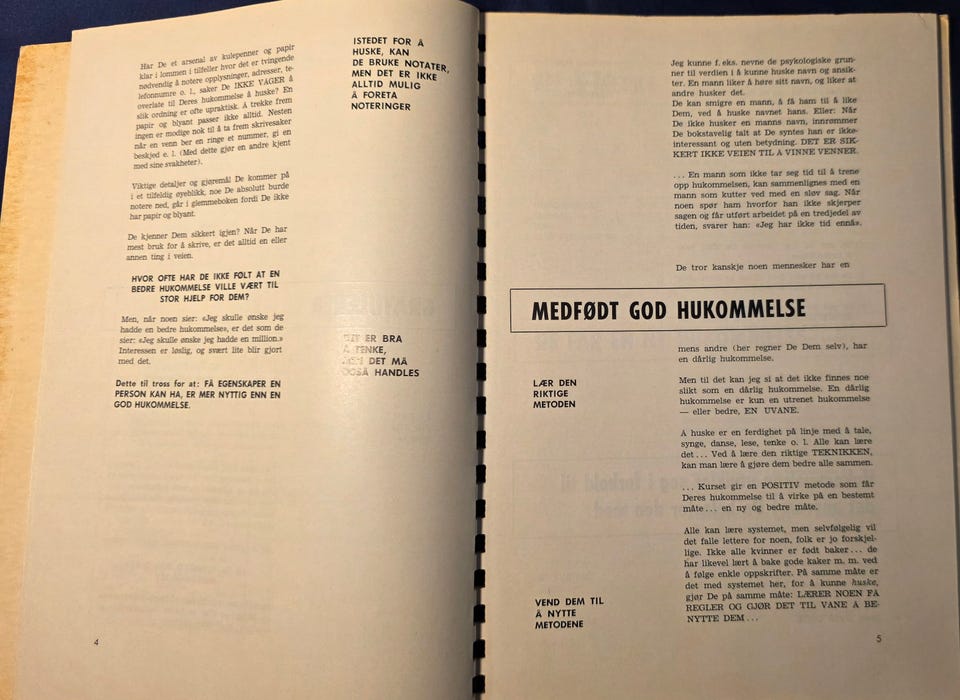 Har De et arsenal av kulepenner og papir
klar i lommen i tilfeller hvor det er tvingende
nødvendig å notere opplysninger, adresser, te-
lefonnumre o. l., saker De IKKE VÅGER å
overlate til Deres hukommelse å huske? En
slik ordning er ofte upraktisk. Å trekke frem
papir og blyant passer ikke alltid. Nesten
ingen er modige nok til å ta frem skrivesaker
når en venn ber en ringe et nummer, gi en
beskjed e. l. (Med dette gjør en andre kjent
med sine svakheter).
ISTEDET FOR Å
HUSKE, KAN
DE BRUKE NOTATER,
MEN DET ER IKKE
ALLTID MULIG
Å FORETA
NOTERINGER
Viktige detaljer og gjøremål De kommer på
i et tilfeldig øyeblikk, noe De absolutt burde
notere ned, går i glemmeboken fordi De ikke
har papir og blyant.
De kjenner Dem sikkert igjen? Når De har
mest bruk for å skrive, er det alltid en eller
annen ting i veien.
HVOR OFTE HAR DE IKKE FØLT AT EN
BEDRE HUKOMMELSE VILLE VÆRT TIL
STOR HJELP FOR DEM?
Men, når noen sier: «Jeg skulle ønske jeg
hadde en bedre hukommelse», er det som de
sier: «Jeg skulle ønske jeg hadde en million.»
Interessen er løslig, og svært lite blir gjort
med det.
ER BRA
Å TENKE,
DET MÅ
OGSÅ HANDLES
Dette til tross for at: FÅ EGENSKAPER EN
PERSON KAN HA, ER MER NYTTIG ENN EN
GOD HUKOMMELSE.
4
Jeg kunne f. eks. nevne de psykologiske grun-
ner til verdien i å kunne huske navn og ansik-
ter. En mann liker å høre sitt navn, og liker at
andre husker det.
De kan smigre en mann, å få ham til å like
Dem, ved å huske navnet hans. Eller: Når
De ikke husker en manns navn, innrømmer
De bokstavelig talt at De syntes han er ikke-
interessant og uten betydning. DET ER SIK-
KERT IKKE VEIEN TIL Å VINNE VENNER.
... En mann som ikke tar seg tid til å trene
opp hukommelsen, kan sammenlignes med en
mann som kutter ved med en sløv sag. Når
noen spør ham hvorfor han ikke skjerper
sagen og får utført arbeidet på en tredjedel av
tiden, svarer han: «Jeg har ikke tid ennå».
De tror kanskje noen mennesker har en
MEDFØDT GOD HUKOMMELSE
mens andre (her regner De Dem selv), har
en dårlig hukommelse.
LÆR DEN
RIKTIGE
METODEN
Men til det kan jeg si at det ikke finnes noe
slikt som en dårlig hukommelse. En dårlig
hukommelse er kun en utrenet hukommelse
— eller bedre, EN UVANE.
Å huske er en ferdighet på linje med å tale,
synge, danse, lese, tenke o. l. Alle kan lære
det... Ved å lære den riktige TEKNIKKEN,
kan man lære å gjøre dem bedre alle sammen.
... Kurset gir en POSITIV metode som får
Deres hukommelse til å virke på en bestemt
måte... en ny og bedre måte.
Alle kan lære systemet, men selvfølgelig vil
det falle lettere for noen, folk er jo forskjel-
lige. Ikke alle kvinner er født baker... de
har likevel lært å bake gode kaker m. m. ved
å følge enkle oppskrifter. På samme måte er
det med systemet her, for å kunne huske,
gjør De på samme måte: LÆRER NOEN FÅ
REGLER OG GJØR DET TIL VANE Å BE-
NYTTE DEM...
VEND DEM TIL
Å NYTTE
METODENE
5